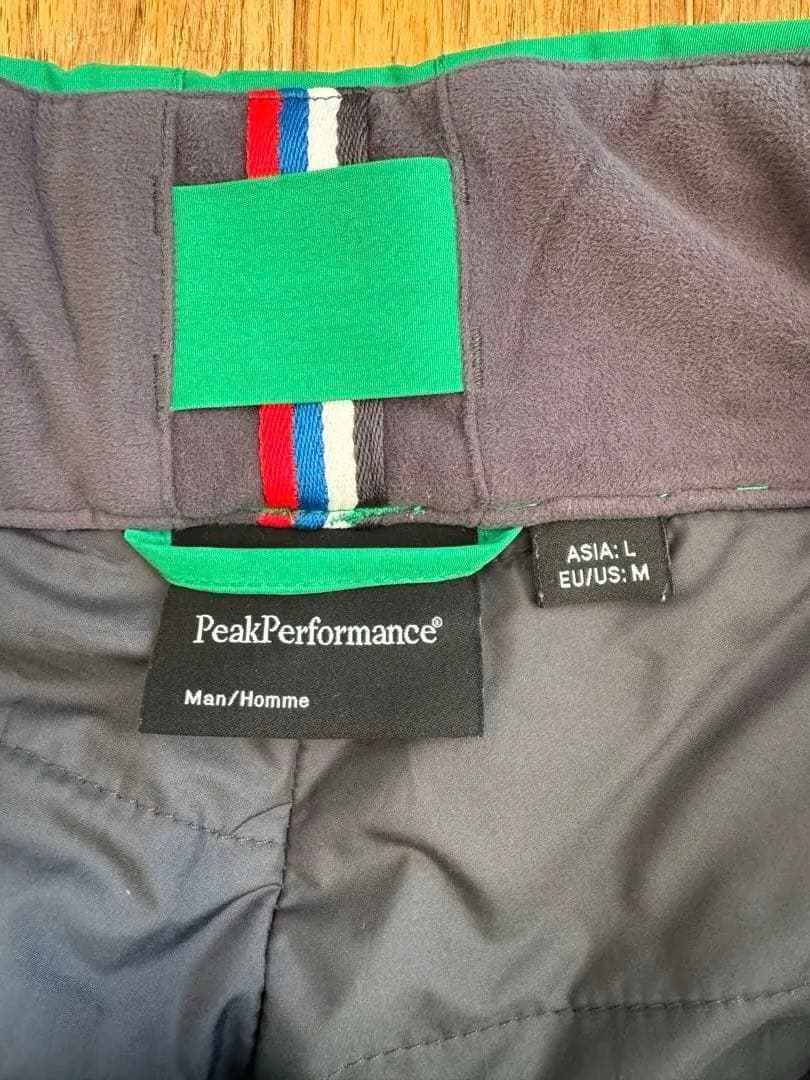 ASIA: L
EU/US: M
PeakPerformance®
Man/Homme